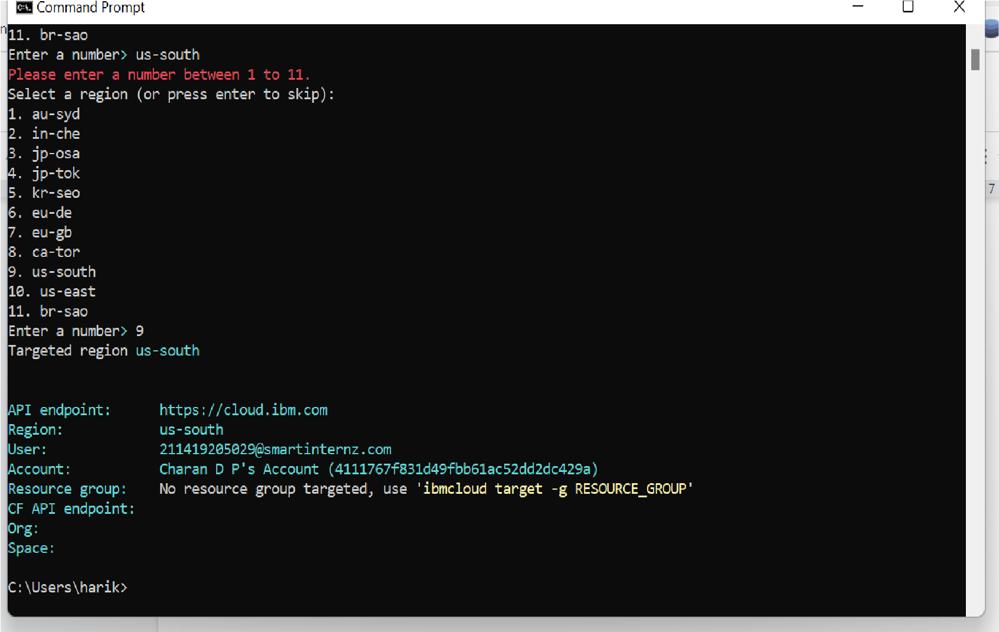 Command Prompt
11. br-sao
Enter a number> us-south
Please enter a number between 1 to 11.
Select a region (or press enter to skip):
1. au-syd
2. in-che
3. jp-osa
4. jp-tok
5. kr-seo
6. eu-de
7. eu-gb
8. ca-tor
9. us-south
10. us-east
11. br-sao
Enter a number> 9
Targeted region us-south
API endpoint: https://cloud.ibm.com
Region: us-south
User: 211419205029@smartinternz.com
Account: Charan D P's Account (4111767f831d49fbb61ac52dd2dc429a)
Resource group: No resource group targeted, use 'ibmcloud target -g RESOURCE_GROUP'
CF API endpoint:
Org:
Space:
C:\Users\harik>
7